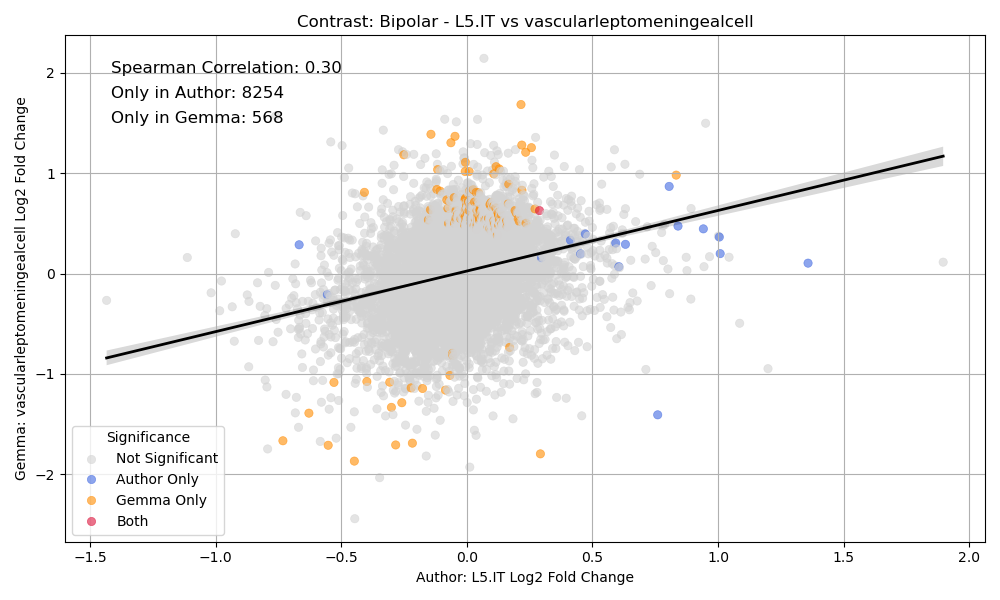 Contrast: Bipolar - L5.IT vs vascularleptomeningealcell
Spearman Correlation: 0.30
Only in Author: 8254
Only in Gemma: 568
Gemma: vascularleptomeningealcell Log2 Fold Change
2
1
0
−1
−2
Significance
Not Significant
Author Only
Gemma Only
Both
−1.5 −1.0 −0.5 0.0 0.5 1.0 1.5 2.0
Author: L5.IT Log2 Fold Change